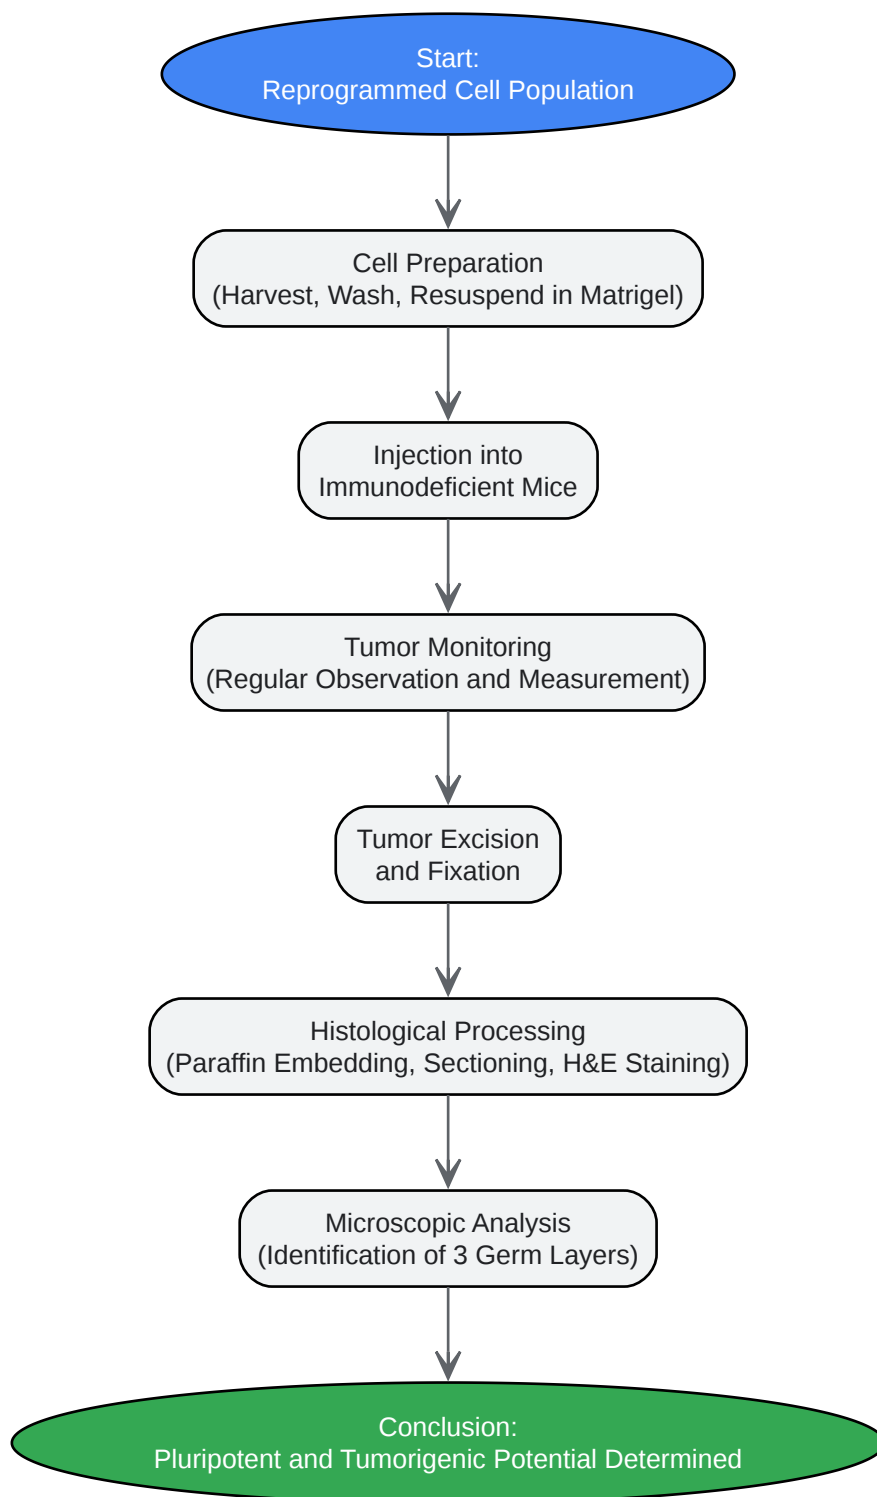 Start:
Reprogrammed Cell Population
Cell Preparation
(Harvest, Wash, Resuspend in Matrigel)
Injection into
Immunodeficient Mice
Tumor Monitoring
(Regular Observation and Measurement)
Tumor Excision
and Fixation
Histological Processing
(Paraffin Embedding, Sectioning, H&E Staining)
Microscopic Analysis
(Identification of 3 Germ Layers)
Conclusion:
Pluripotent and Tumorigenic Potential Determined